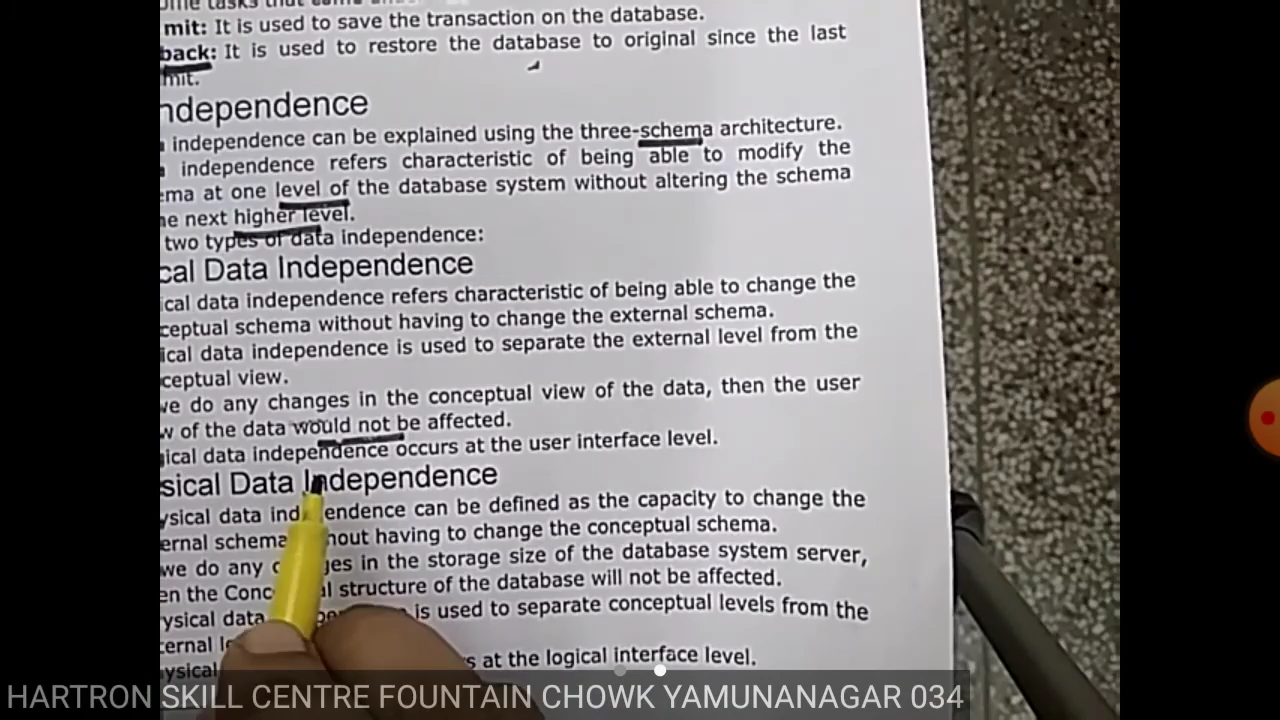 ome tasks that come under
mit: It is used to save the transaction on the database.
back: It is used to restore the database to original since the last
mit.
ndependence
independence can be explained using the three-schema architecture.
independence refers characteristic of being able to modify the
ema at one level of the database system without altering the schema
he next higher level.
two types of data independence:
cal Data Independence
ical data independence refers characteristic of being able to change the
ceptual schema without having to change the external schema.
ical data independence is used to separate the external level from the
ceptual view.
we do any changes in the conceptual view of the data, then the user
w of the data would not be affected.
ical data independence occurs at the user interface level.
sical Data Independence
ysical data ind endence can be defined as the capacity to change the
ernal schema hout having to change the conceptual schema.
we do any c ges in the storage size of the database system server,
en the Conc al structure of the database will not be affected.
ysical data is used to separate conceptual levels from the
ernal l
ysical s at the logical interface level.
HARTRON SKILL CENTRE FOUNTAIN CHOWK YAMUNANAGAR 034